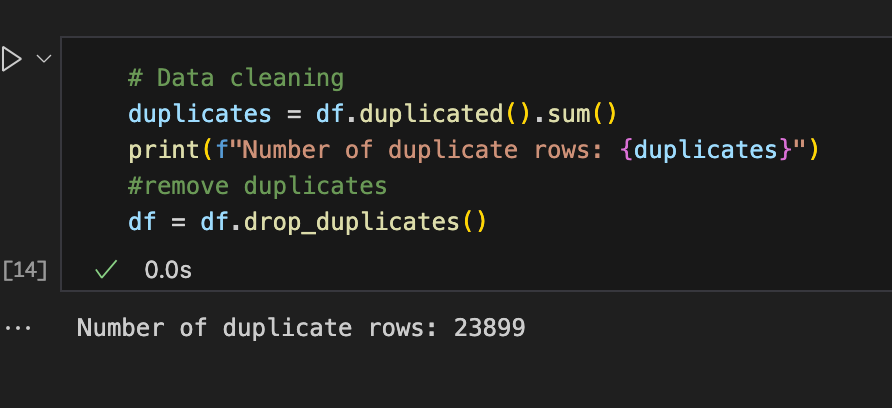 # Data cleaning
duplicates = df.duplicated().sum()
print(f"Number of duplicate rows: {duplicates}")
#remove duplicates
df = df.drop_duplicates()
[14]
0.0s
...
Number of duplicate rows: 23899